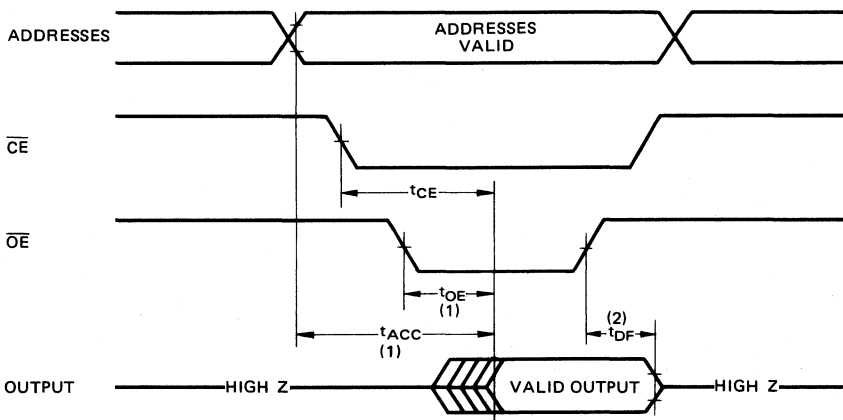 ADDRESSES
ADDRESSES
VALID
CE
tCE
OE
tOE
(1)
tACC
(1)
(2)
tDF
OUTPUT
HIGH Z
VALID OUTPUT
HIGH Z